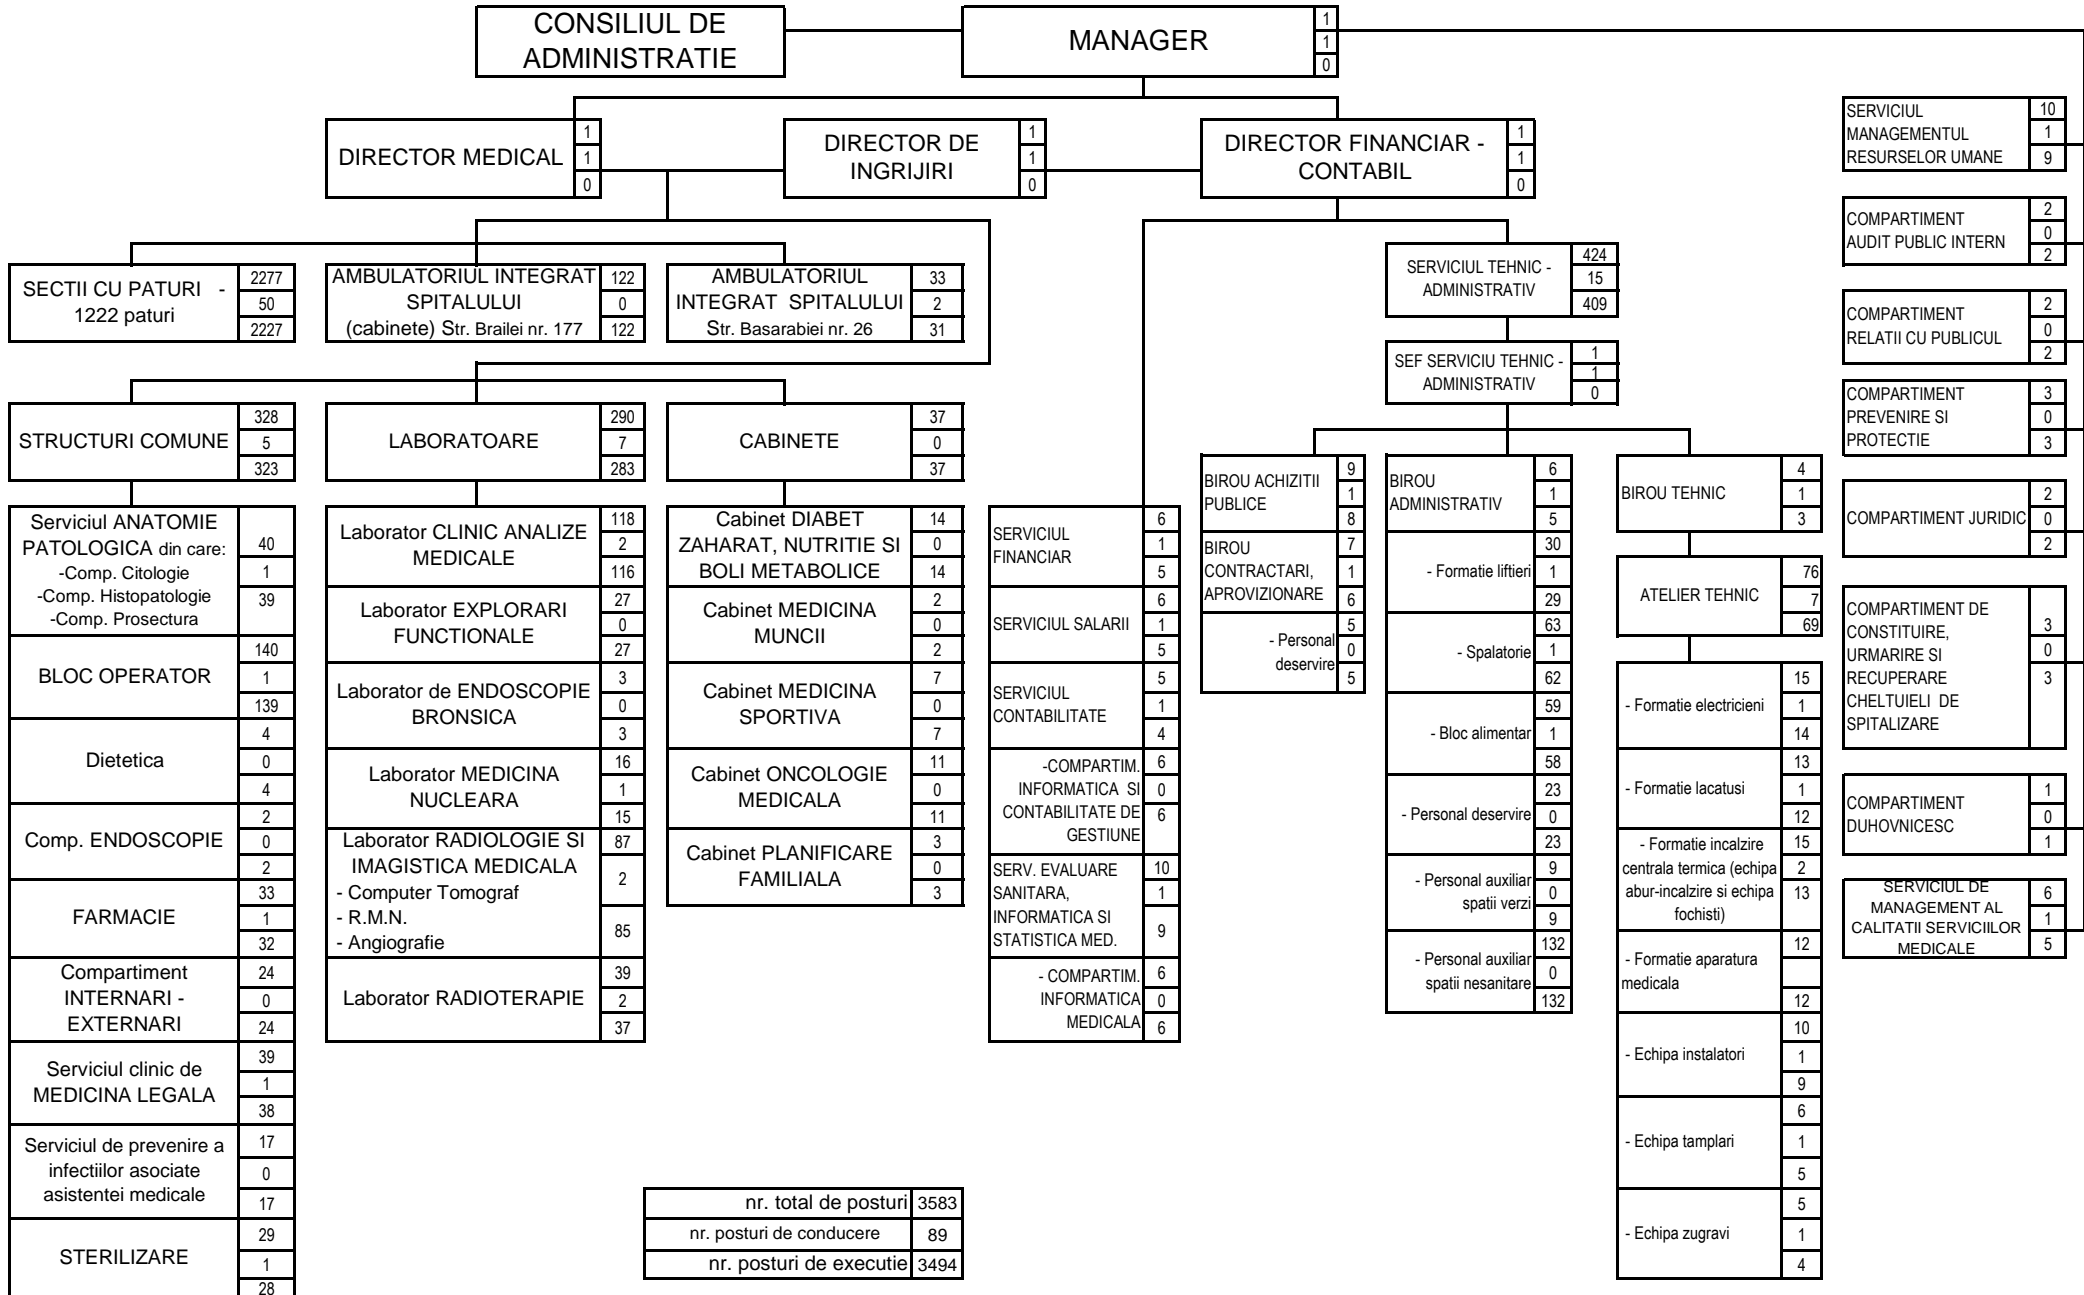 CONSILIUL DE
ADMINISTRATIE
MANAGER
1
1
0
DIRECTOR MEDICAL
1
1
0
DIRECTOR DE
INGRIJIRI
1
1
0
DIRECTOR FINANCIAR -
CONTABIL
1
1
0
SERVICIUL
MANAGEMENTUL
RESURSELOR UMANE
10
1
9
COMPARTIMENT
AUDIT PUBLIC INTERN
2
0
2
COMPARTIMENT
RELATII CU PUBLICUL
2
0
2
COMPARTIMENT
PREVENIRE SI
PROTECTIE
3
0
3
COMPARTIMENT JURIDIC
2
0
2
COMPARTIMENT DE
CONSTITUIRE,
URMARIRE SI
RECUPERARE
CHELTUIELI DE
SPITALIZARE
3
0
3
COMPARTIMENT
DUHOVNICESC
1
0
1
SERVICIUL DE
MANAGEMENT AL
CALITATII SERVICIILOR
MEDICALE
6
1
5
SECTII CU PATURI -
1222 paturi
2277
50
2227
AMBULATORIUL INTEGRAT
SPITALULUI
(cabinete) Str. Brailei nr. 177
122
0
122
AMBULATORIUL
INTEGRAT SPITALULUI
Str. Basarabiei nr. 26
33
2
31
STRUCTURI COMUNE
328
5
323
LABORATOARE
290
7
283
CABINETE
37
0
37
Serviciul ANATOMIE
PATOLOGICA din care:
-Comp. Citologie
-Comp. Histopatologie
-Comp. Prosectura
40
1
39
BLOC OPERATOR
140
1
139
Dietetica
4
0
4
Comp. ENDOSCOPIE
2
0
2
FARMACIE
33
1
32
Compartiment
INTERNARI -
EXTERNARI
24
0
24
Serviciul clinic de
MEDICINA LEGALA
39
1
38
Serviciul de prevenire a
infectiilor asociate
asistentei medicale
17
0
17
STERILIZARE
29
1
28
Laborator CLINIC ANALIZE
MEDICALE
118
2
116
Laborator EXPLORARI
FUNCTIONALE
27
0
27
Laborator de ENDOSCOPIE
BRONSICA
3
0
3
Laborator MEDICINA
NUCLEARA
16
1
15
Laborator RADIOLOGIE SI
IMAGISTICA MEDICALA
- Computer Tomograf
- R.M.N.
- Angiografie
87
2
85
Laborator RADIOTERAPIE
39
2
37
Cabinet DIABET
ZAHARAT, NUTRITIE SI
BOLI METABOLICE
14
0
14
Cabinet MEDICINA
MUNCII
2
0
2
Cabinet MEDICINA
SPORTIVA
7
0
7
Cabinet ONCOLOGIE
MEDICALA
11
0
11
Cabinet PLANIFICARE
FAMILIALA
3
0
3
SERVICIUL
FINANCIAR
6
1
5
SERVICIUL SALARII
6
1
5
SERVICIUL
CONTABILITATE
5
1
4
-COMPARTIM.
INFORMATICA SI
CONTABILITATE DE
GESTIUNE
6
0
6
SERV. EVALUARE
SANITARA,
INFORMATICA SI
STATISTICA MED.
10
1
9
- COMPARTIM.
INFORMATICA
MEDICALA
6
0
6
SERVICIUL TEHNIC -
ADMINISTRATIV
424
15
409
SEF SERVICIU TEHNIC -
ADMINISTRATIV
1
1
0
BIROU ACHIZITII
PUBLICE
9
1
8
BIROU
CONTRACTARI,
APROVIZIONARE
7
1
6
- Personal
deservire
5
0
5
BIROU
ADMINISTRATIV
6
1
5
- Formatie liftieri
30
1
29
- Spalatorie
63
1
62
- Bloc alimentar
59
1
58
- Personal deservire
23
0
23
- Personal auxiliar
spatii verzi
9
0
9
- Personal auxiliar
spatii nesanitare
132
0
132
BIROU TEHNIC
4
1
3
ATELIER TEHNIC
76
7
69
- Formatie electricieni
15
1
14
- Formatie lacatusi
13
1
12
- Formatie incalzire
centrala termica (echipa
abur-incalzire si echipa
fochisti)
15
2
13
- Formatie aparatura
medicala
12
12
- Echipa instalatori
10
1
9
- Echipa tamplari
6
1
5
- Echipa zugravi
5
1
4
nr. total de posturi 3583
nr. posturi de conducere 89
nr. posturi de executie 3494